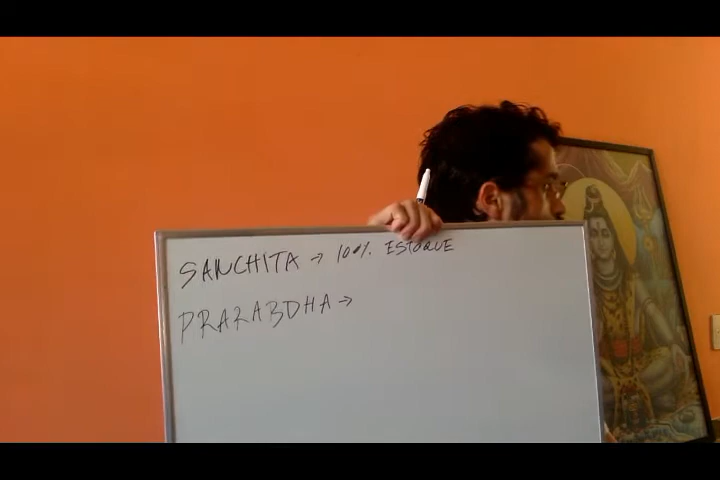 SANCHITA → 100% ESTOQUE
PRARABDHA →